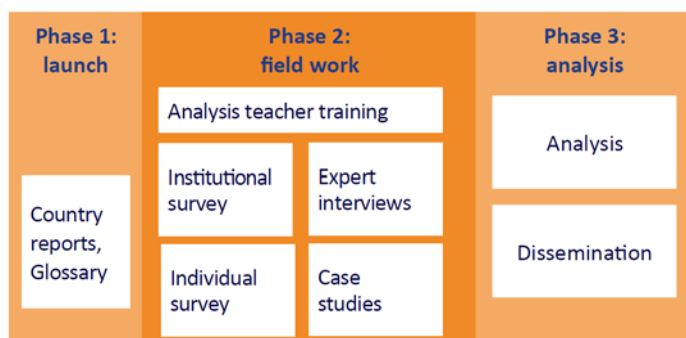 Phase 1:
launch
Country
reports,
Glossary
Phase 2:
field work
Analysis teacher training
Institutional
survey
Expert
interviews
Individual
survey
Case
studies
Phase 3:
analysis
Analysis
Dissemination